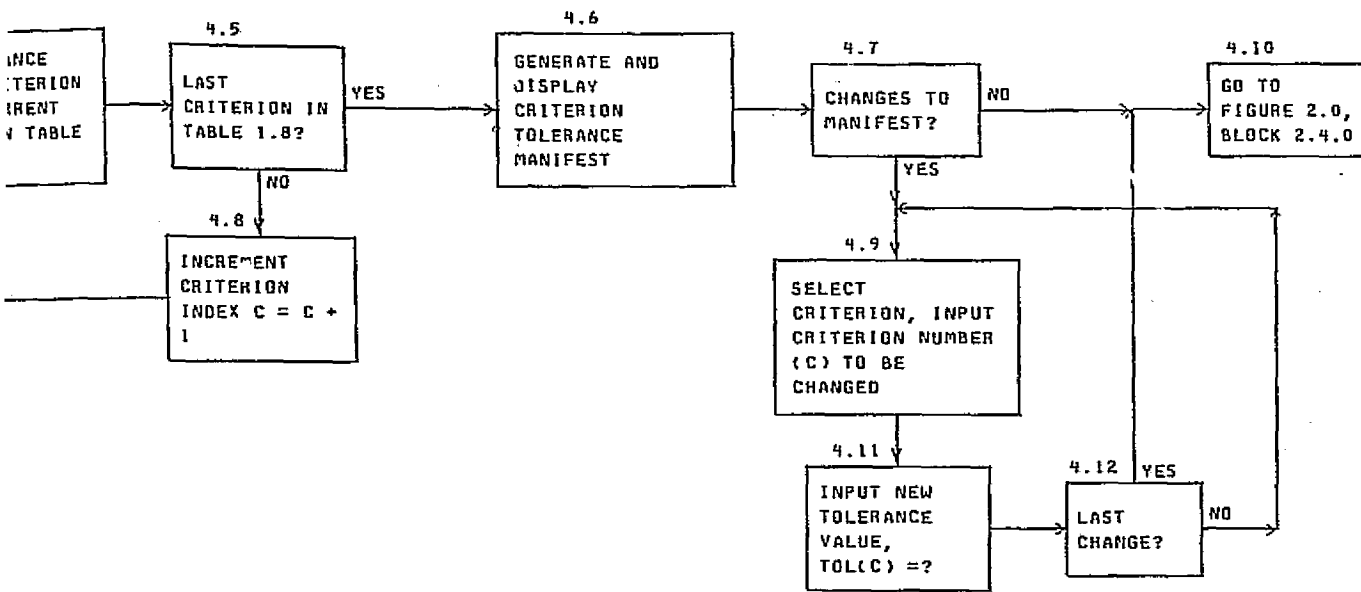 4.5
4.6
4.7
4.10
LAST
CRITERION IN
TABLE 1.8?
YES
NO
GENERATE AND
DISPLAY
CRITERION
TOLERANCE
MANIFEST
CHANGES TO
MANIFEST?
NO
YES
GO TO
FIGURE 2.0,
BLOCK 2.4.0
TABLE
4.8
INCREMENT
CRITERION
INDEX C = C +
1
4.9
SELECT
CRITERION, INPUT
CRITERION NUMBER
(C) TO BE
CHANGED
4.11
INPUT NEW
TOLERANCE
VALUE,
TOL(C) =?
4.12
YES
LAST
CHANGE?
NO